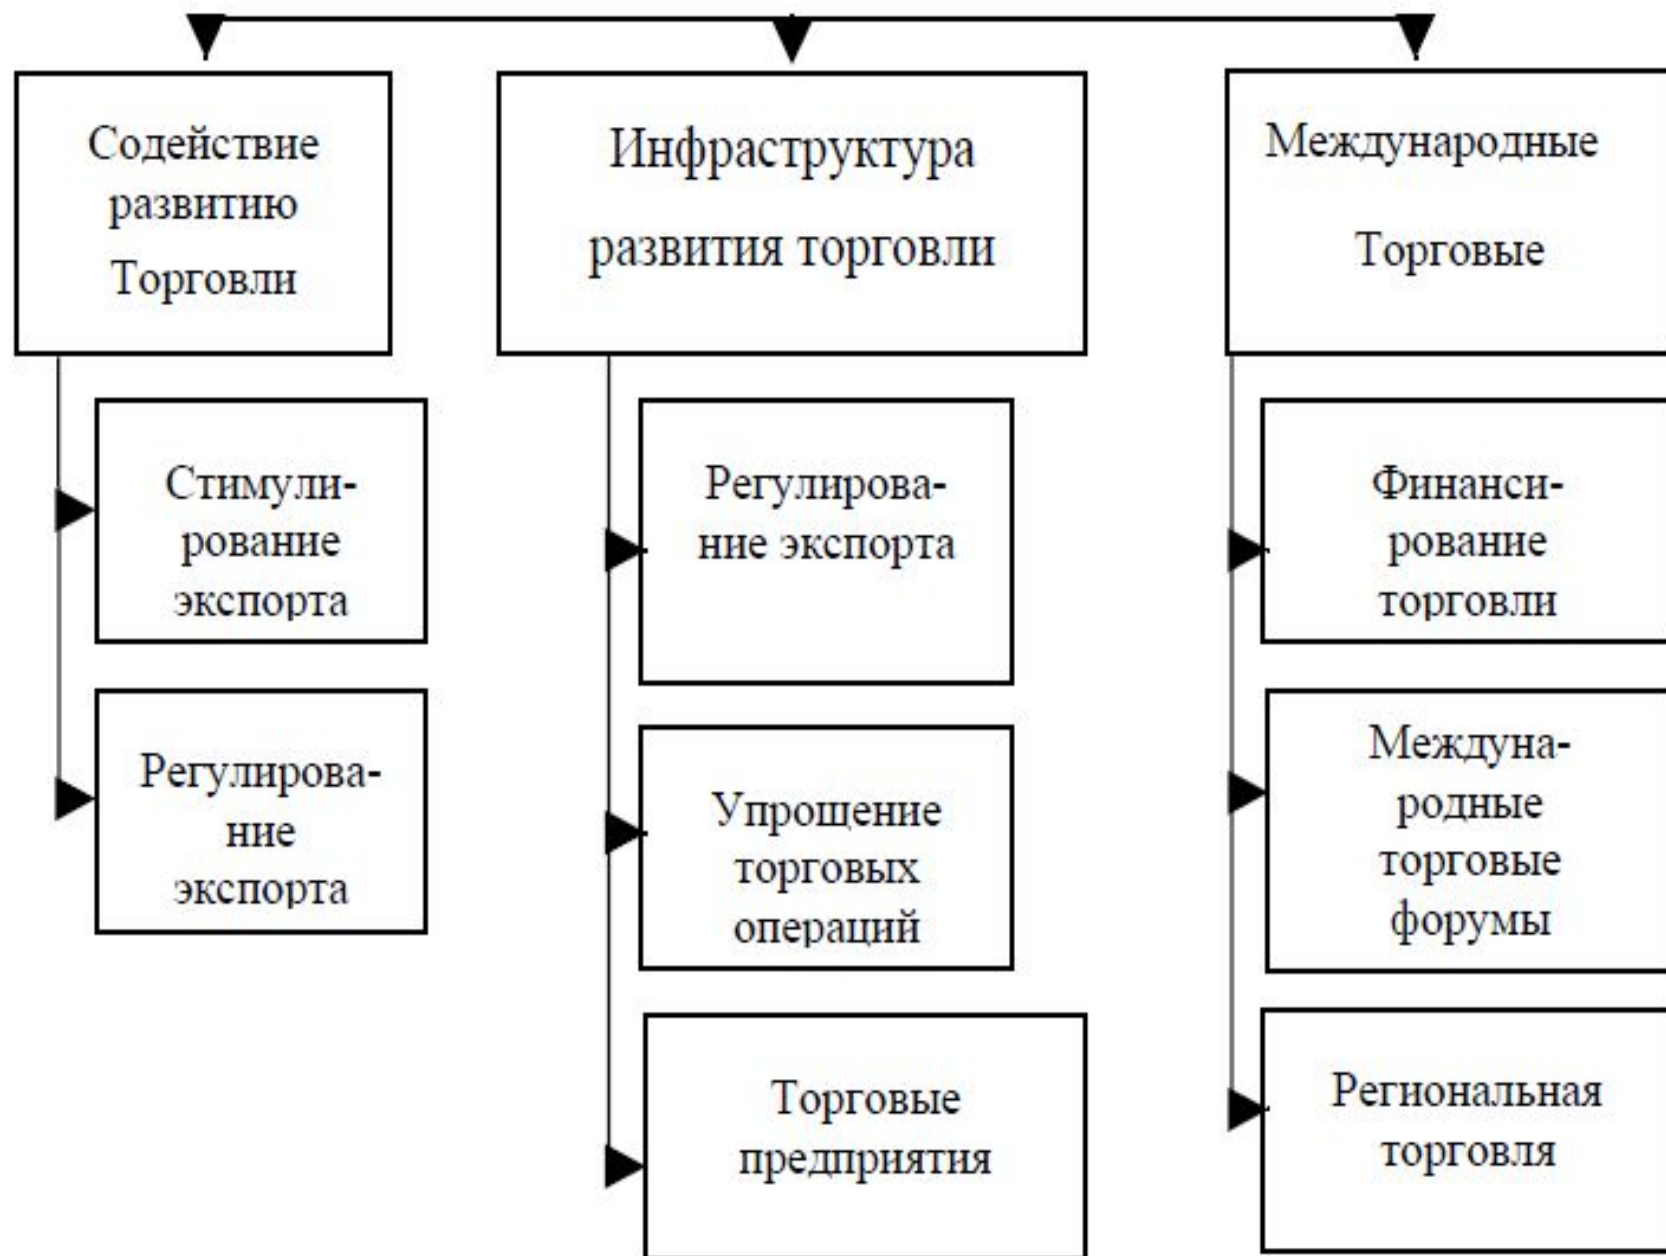 Содействие
развитию
Торговли
Инфраструктура
развития торговли
Международные
Торговые
Стимули-
рование
экспорта
Регулирова-
ние
экспорта
Регулирова-
ние экспорта
Упрощение
торговых
операций
Торговые
предприятия
Финанси-
рование
торговли
Междуна-
родные
торговые
форумы
Региональная
торговля